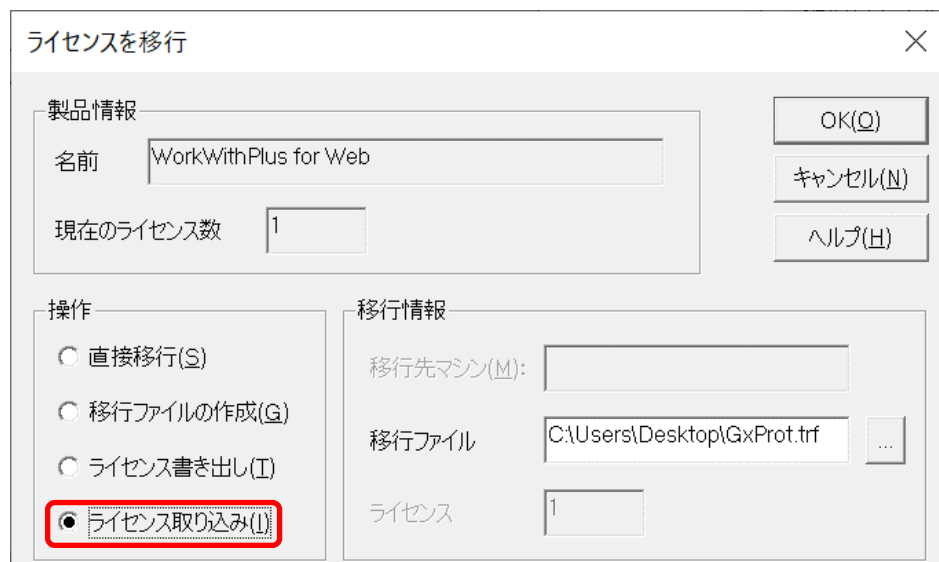 ライセンスを移行
製品情報
名前
WorkWithPlus for Web
現在のライセンス数
1
OK(O)
キャンセル(N)
ヘルプ(H)
操作
直接移行(S)
移行ファイルの作成(G)
ライセンス書き出し(T)
ライセンス取り込み(I)
移行情報
移行先マシン(M):
移行ファイル
C:\Users\Desktop\GxProt.trf
...
ライセンス
1